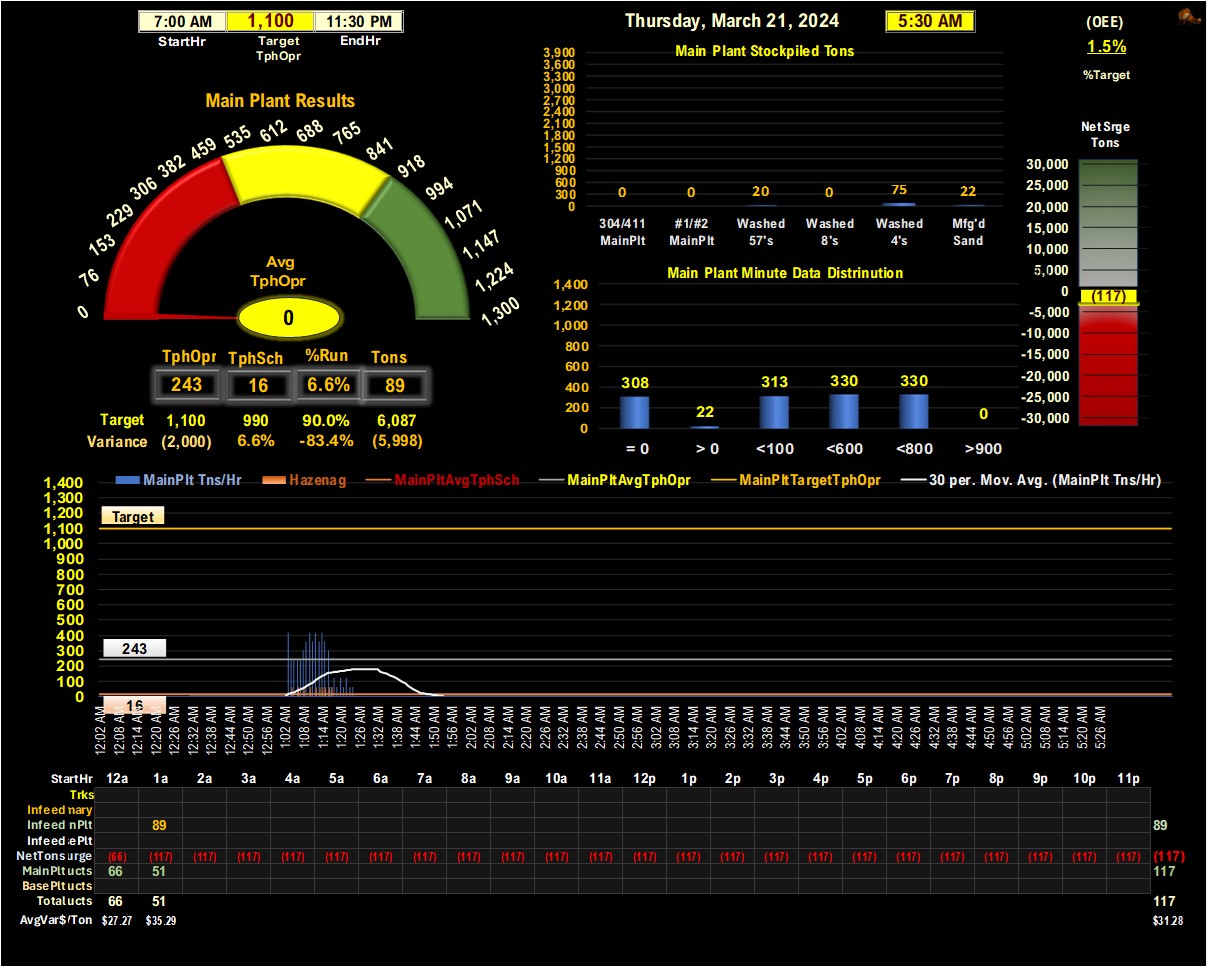 7:00 AM 1,100 11:30 PM
StartHr Target TphOpr EndHr
Thursday, March 21, 2024
5:30 AM
(OEE)
1.5%
%Target
Main Plant Results
0 76 153 229 306 382 459 535 612 688 765 841 918 994 1,071 1,147 1,224 1,300
Avg
TphOpr
0
TphOpr TphSch %Run Tons
243 16 6.6% 89
Target 1,100 990 90.0% 6,087
Variance (2,000) 6.6% -83.4% (5,998)
Main Plant Stockpiled Tons
3,900
3,600
3,300
3,000
2,700
2,400
2,100
1,800
1,500
1,200
900
600
300
0
0 0 20 0 75 22
304/411 #1/#2 Washed Washed Washed Mfg'd
MainPlt MainPlt 57's 8's 4's Sand
Main Plant Minute Data Distrinution
1,400
1,200
1,000
800
600
400
200
0
308 22 313 330 330 0
= 0 > 0 <100 <600 <800 >900
Net Srge
Tons
30,000
25,000
20,000
15,000
10,000
5,000
0
(117)
-5,000
-10,000
-15,000
-20,000
-25,000
-30,000
MainPlt Tns/Hr Hazenag MainPltAvgTphSch MainPltAvgTphOpr MainPltTargetTphOpr 30 per. Mov. Avg. (MainPlt Tns/Hr)
1,400
1,300
1,200
1,100
1,000
900
800
700
600
500
400
300
200
100
0
Target
243
16
12:02 AM 12:08 AM 12:14 AM 12:20 AM 12:26 AM 12:32 AM 12:38 AM 12:44 AM 12:50 AM 12:56 AM 1:02 AM 1:08 AM 1:14 AM 1:20 AM 1:26 AM 1:32 AM 1:38 AM 1:44 AM 1:50 AM 1:56 AM 2:02 AM 2:08 AM 2:14 AM 2:20 AM 2:26 AM 2:32 AM 2:38 AM 2:44 AM 2:50 AM 2:56 AM 3:02 AM 3:08 AM 3:14 AM 3:20 AM 3:26 AM 3:32 AM 3:38 AM 3:44 AM 3:50 AM 3:56 AM 4:02 AM 4:08 AM 4:14 AM 4:20 AM 4:26 AM 4:32 AM 4:38 AM 4:44 AM 4:50 AM 4:56 AM 5:02 AM 5:08 AM 5:14 AM 5:20 AM 5:26 AM
StartHr 12a 1a 2a 3a 4a 5a 6a 7a 8a 9a 10a 11a 12p 1p 2p 3p 4p 5p 6p 7p 8p 9p 10p 11p
Trks
Infeed nary
Infeed nPlt 89 89
Infeed ePlt
NetTons urge (66) (117) (117) (117) (117) (117) (117) (117) (117) (117) (117) (117) (117) (117) (117) (117) (117) (117) (117) (117) (117) (117) (117) (117) (117)
MainPlt ucts 66 51 117
BasePlt ucts
Total ucts 66 51 117
AvgVar$/Ton $27.27 $35.29 $31.28